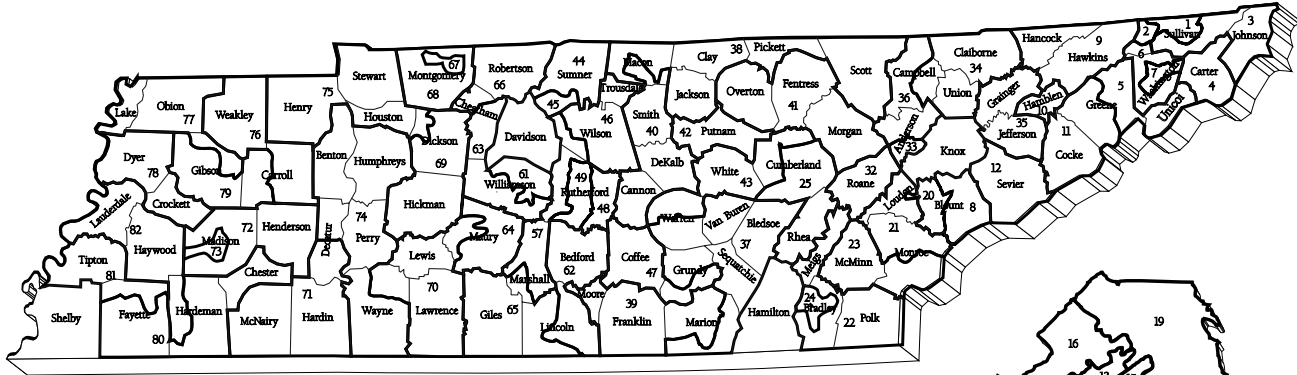 3
1
2
Sullivan
Johnson
Hancock
9
Hawkins
6
38
Pickett
Clay
Claiborne
34
7
Washington
Carter
4
44
Sumner
Macon
67
Montgomery
Robertson
66
Stewart
Scott
Campbell
Fentress
41
Overton
Jackson
Trousdale
Union
Grainger
Hamblen
10
Greene
5
Unicoi
68
75
Henry
Obion
77
Lake
Weakley
76
Houston
Cheatham
45
46
Wilson
Smith
40
42
Putnam
36
Anderson
33
Morgan
35
Jefferson
11
Cocke
Davidson
Dickson
69
63
Benton
Humphreys
Dyer
78
Gibson
79
Carroll
Knox
Cumberland
25
White
43
DeKalb
32
Roane
12
Sevier
61
Williamson
49
Rutherford
48
Cannon
Loudon
20
Blount
8
Lauderdale
Crockett
82
Haywood
72
Madison
73
Henderson
Decatur
74
Perry
Hickman
Lewis
Maury
64
57
Warren
Van Buren
Bledsoe
37
Rhea
Meigs
23
McMinn
21
Monroe
Tipton
81
Chester
Bedford
62
Coffee
47
Grundy
Sequatchie
Marshall
Moore
Shelby
Fayette
80
Hardeman
McNairy
71
Hardin
Wayne
70
Lawrence
Giles
65
Lincoln
39
Franklin
Marion
Hamilton
24
Bradley
22
Polk
19
16